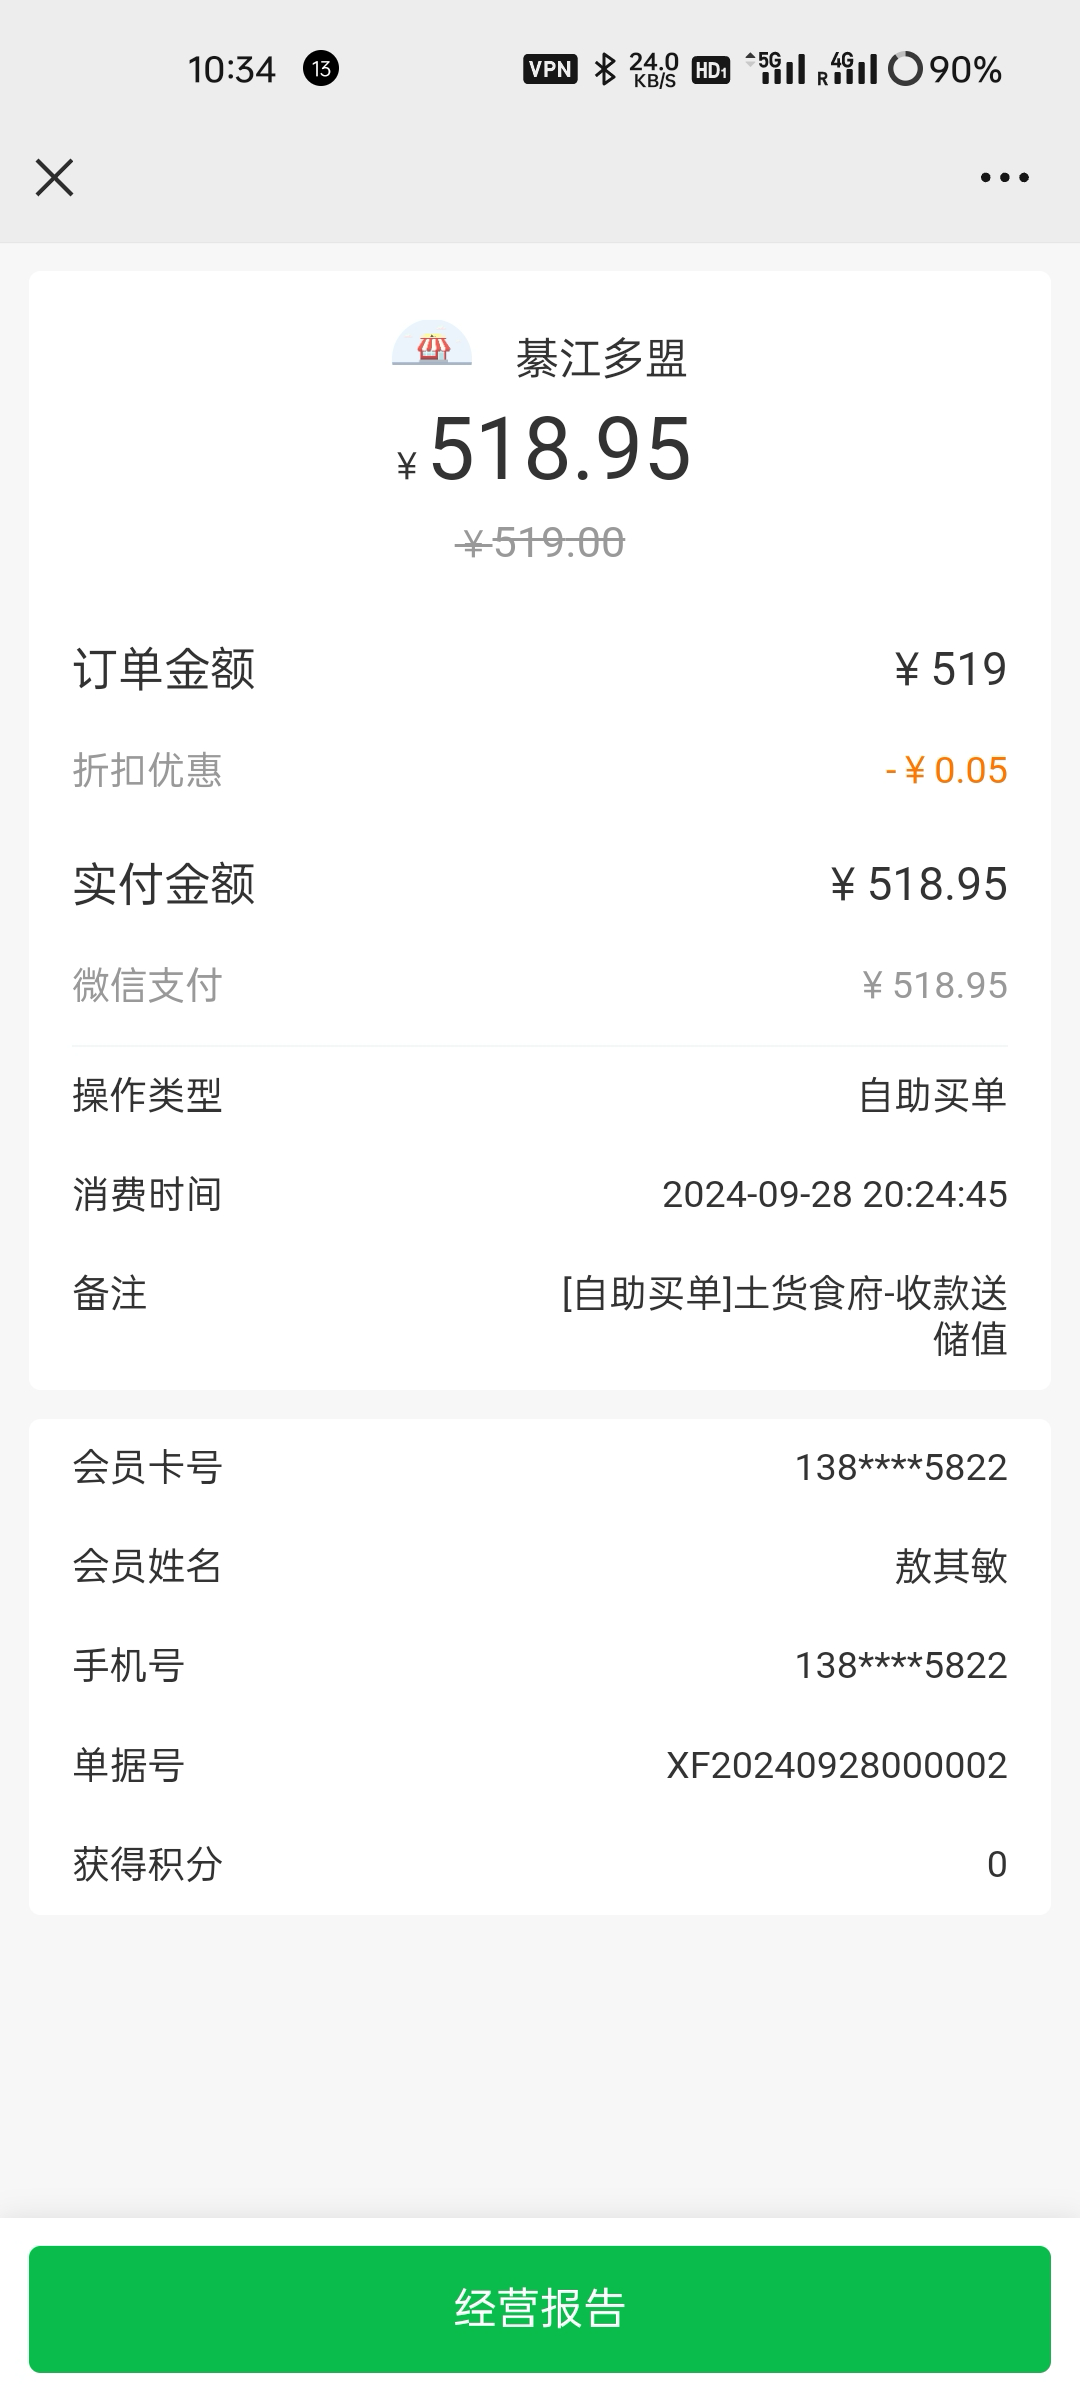 10:34 13 VPN 24.0 KB/S HD1 5G R 4G 90%
綦江多盟
¥518.95
¥519.00
订单金额 ¥519
折扣优惠 -¥0.05
实付金额 ¥518.95
微信支付 ¥518.95
操作类型 自助买单
消费时间 2024-09-28 20:24:45
备注 [自助买单]土货食府-收款送
储值
会员卡号 138****5822
会员姓名 敖其敏
手机号 138****5822
单据号 XF20240928000002
获得积分 0
经营报告